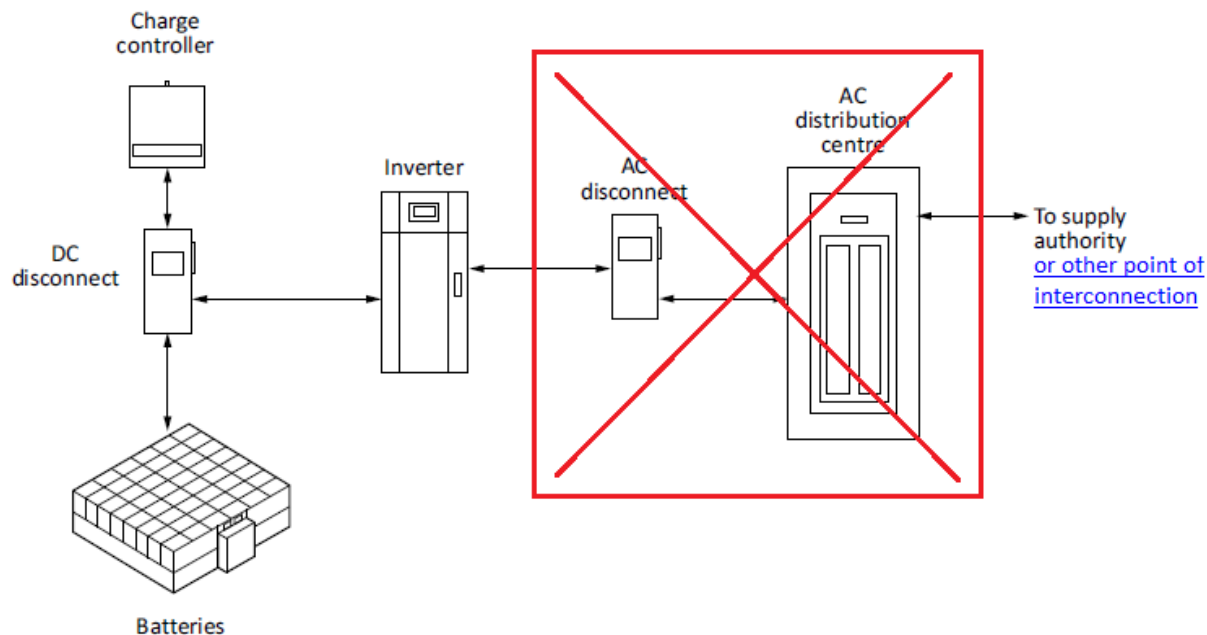 Charge
controller
DC
disconnect
Batteries
Inverter
AC
disconnect
AC
distribution
centre
To supply
authority
or other point of
interconnection